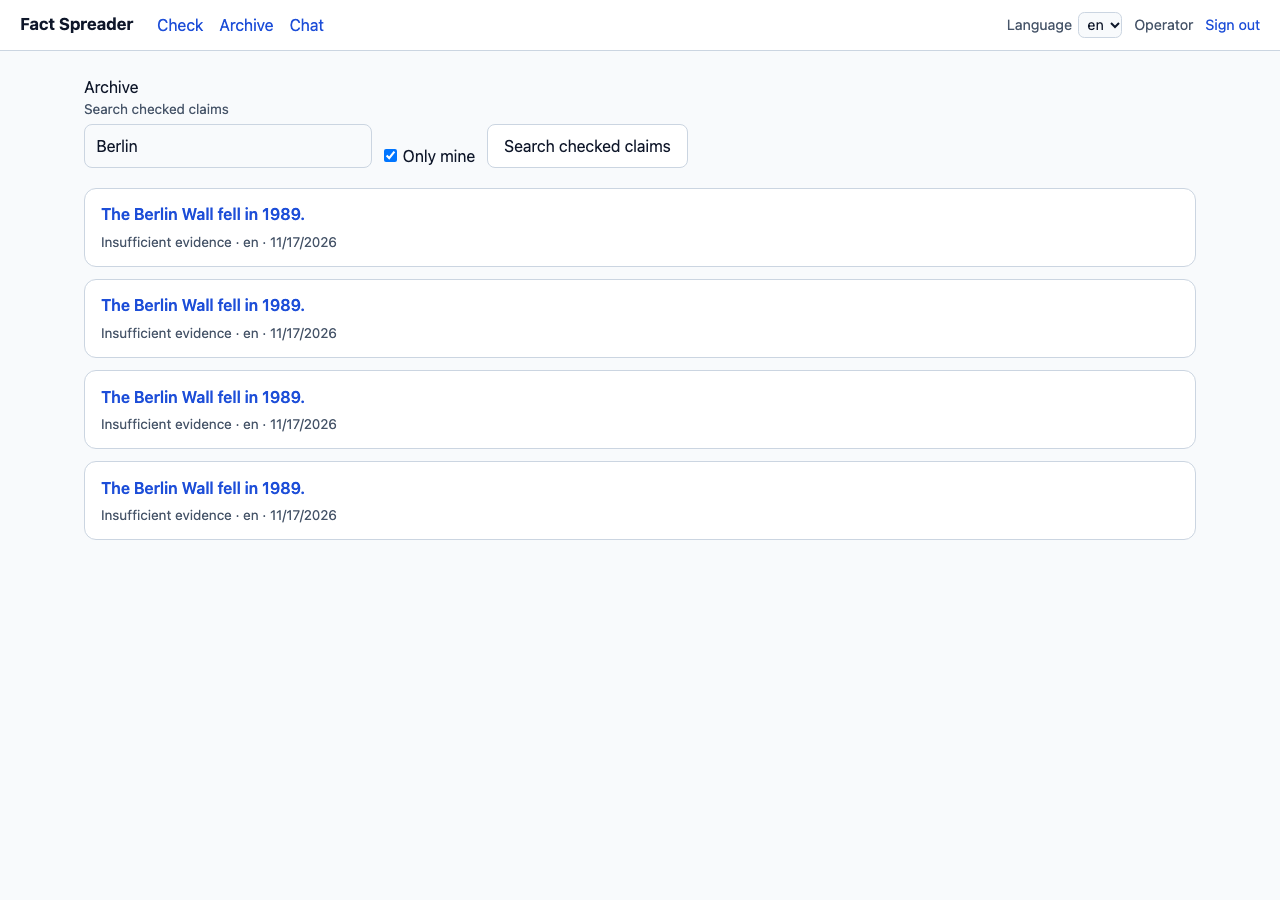 Fact Spreader Check Archive Chat Language en Operator Sign out
Archive
Search checked claims
Berlin Only mine Search checked claims
The Berlin Wall fell in 1989.
Insufficient evidence · en · 11/17/2026
The Berlin Wall fell in 1989.
Insufficient evidence · en · 11/17/2026
The Berlin Wall fell in 1989.
Insufficient evidence · en · 11/17/2026
The Berlin Wall fell in 1989.
Insufficient evidence · en · 11/17/2026